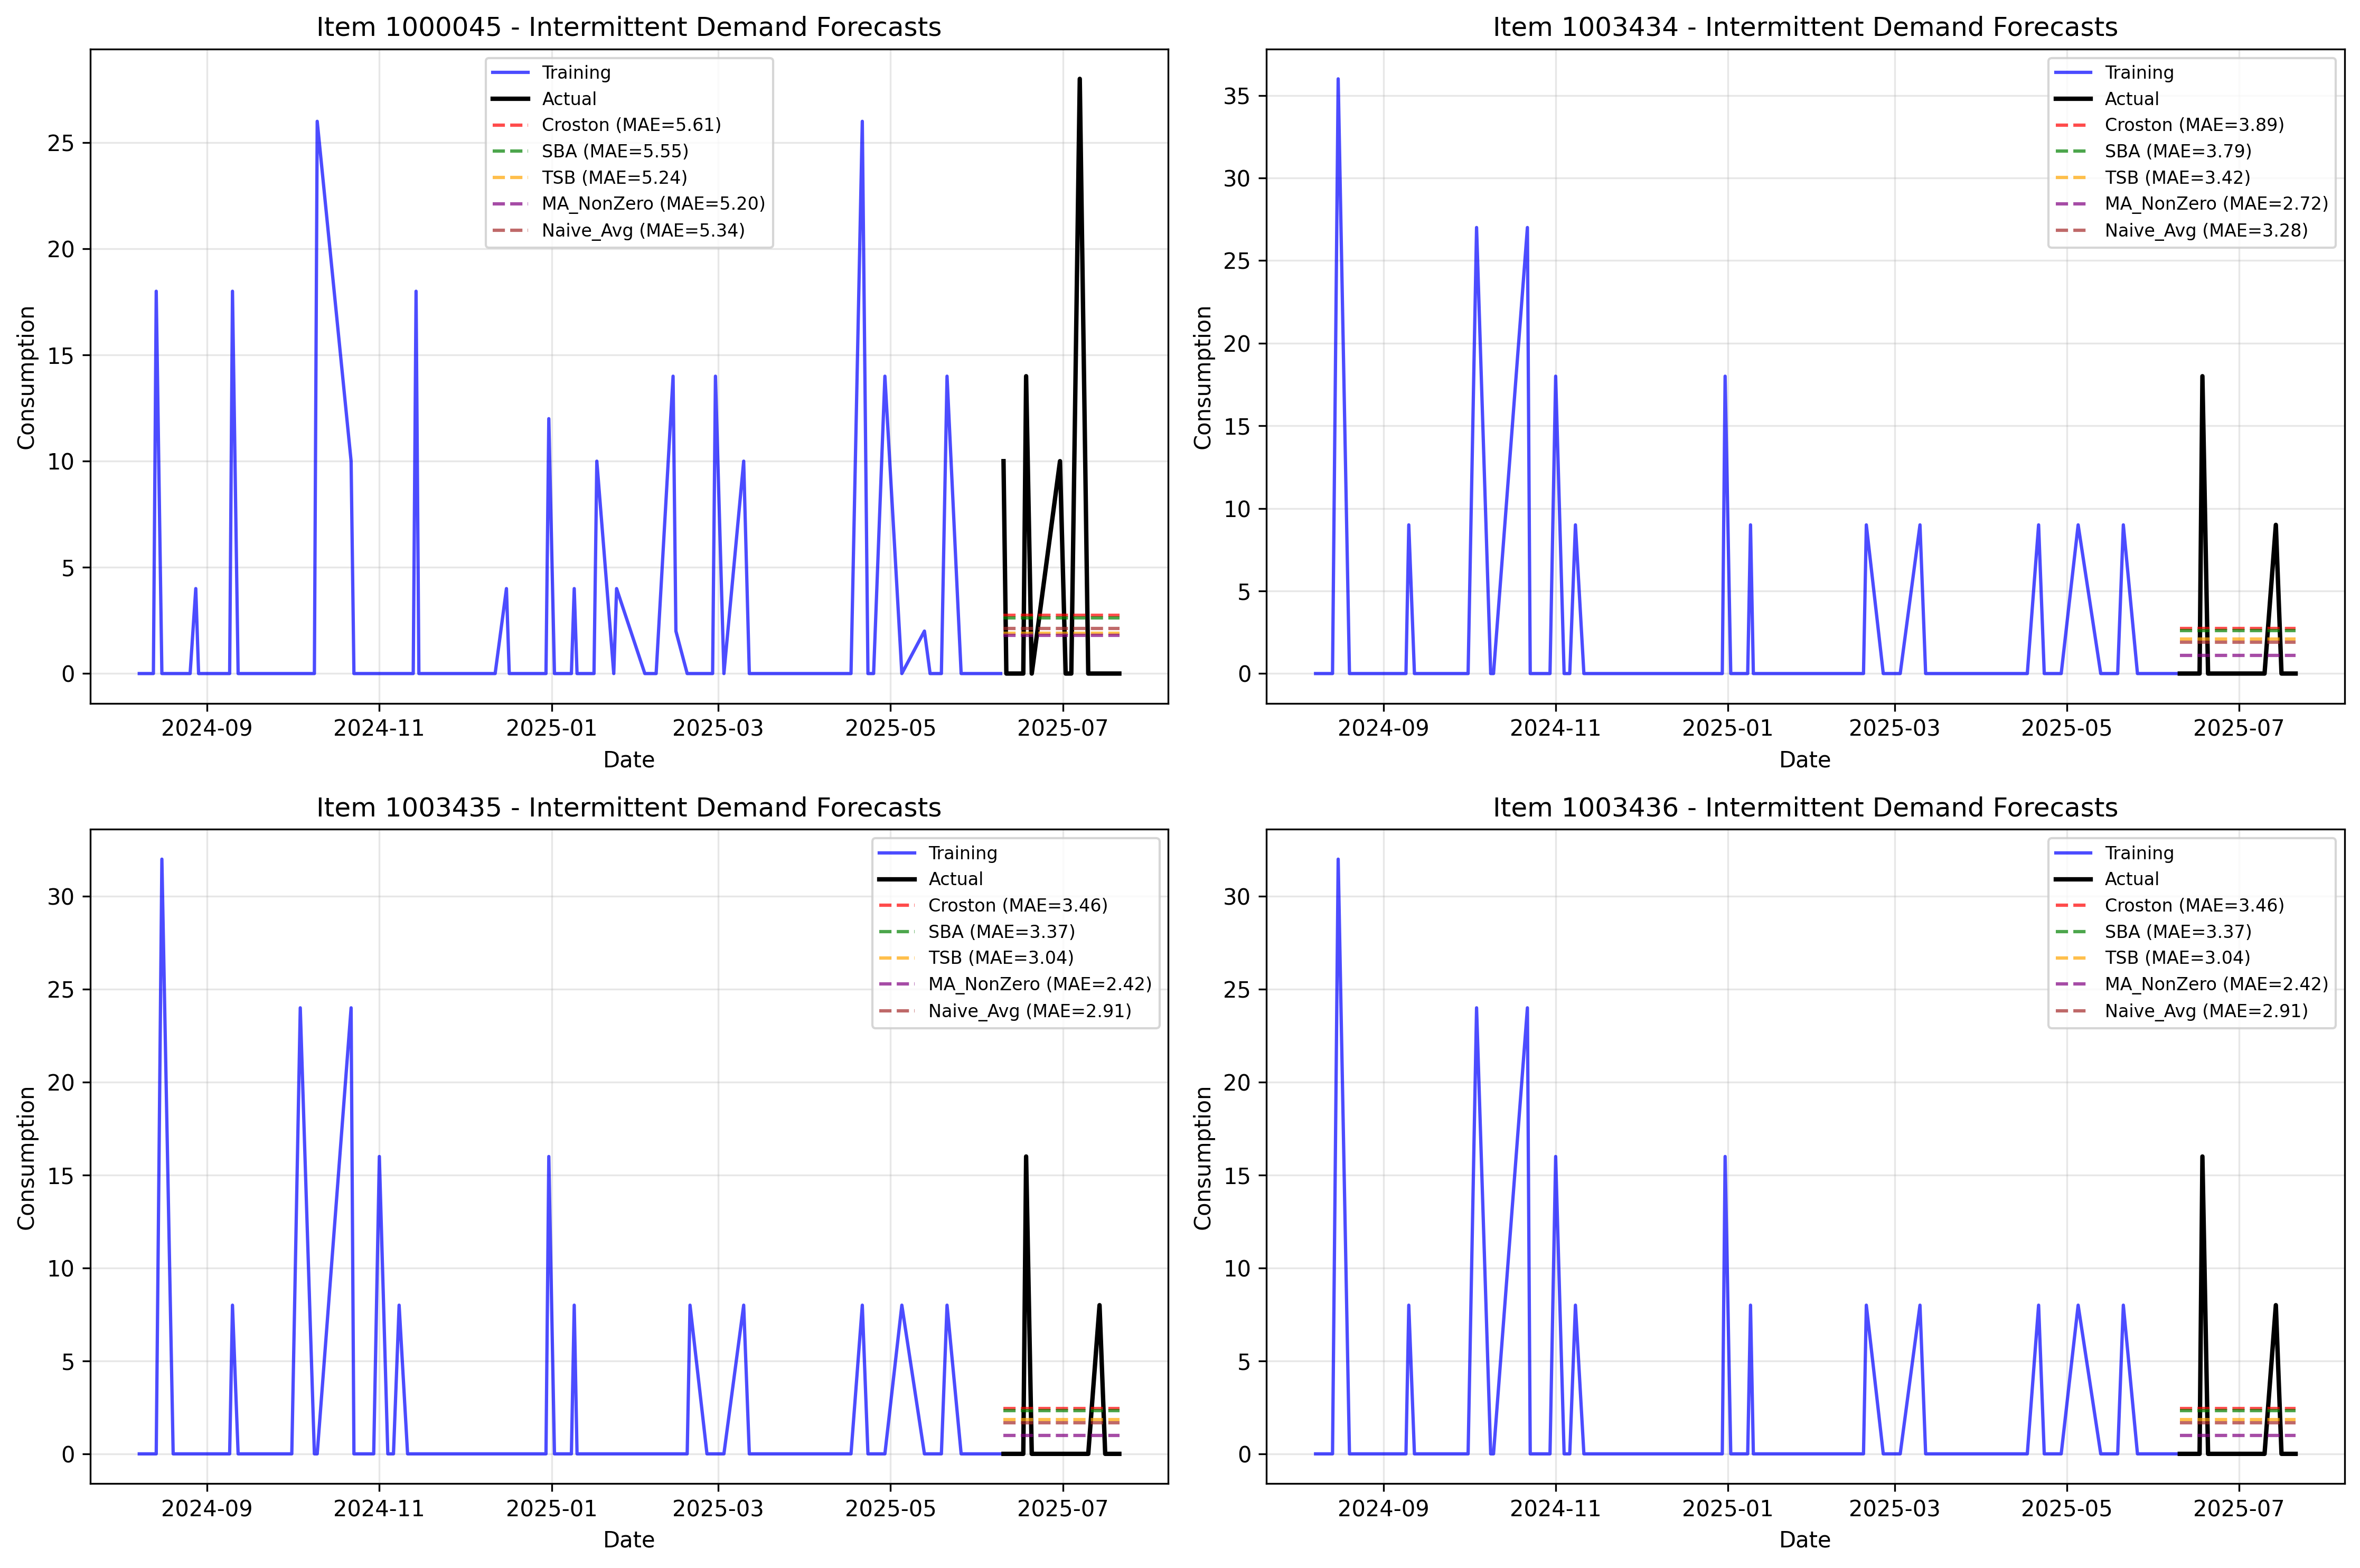 Item 1000045 - Intermittent Demand Forecasts
Training
Actual
Croston (MAE=5.61)
SBA (MAE=5.55)
TSB (MAE=5.24)
MA_NonZero (MAE=5.20)
Naive_Avg (MAE=5.34)
Consumption
25
20
15
10
5
0
2024-09
2024-11
2025-01
2025-03
2025-05
2025-07
Date
Item 1003434 - Intermittent Demand Forecasts
Training
Actual
Croston (MAE=3.89)
SBA (MAE=3.79)
TSB (MAE=3.42)
MA_NonZero (MAE=2.72)
Naive_Avg (MAE=3.28)
Consumption
35
30
25
20
15
10
5
0
2024-09
2024-11
2025-01
2025-03
2025-05
2025-07
Date
Item 1003435 - Intermittent Demand Forecasts
Training
Actual
Croston (MAE=3.46)
SBA (MAE=3.37)
TSB (MAE=3.04)
MA_NonZero (MAE=2.42)
Naive_Avg (MAE=2.91)
Consumption
30
25
20
15
10
5
0
2024-09
2024-11
2025-01
2025-03
2025-05
2025-07
Date
Item 1003436 - Intermittent Demand Forecasts
Training
Actual
Croston (MAE=3.46)
SBA (MAE=3.37)
TSB (MAE=3.04)
MA_NonZero (MAE=2.42)
Naive_Avg (MAE=2.91)
Consumption
30
25
20
15
10
5
0
2024-09
2024-11
2025-01
2025-03
2025-05
2025-07
Date